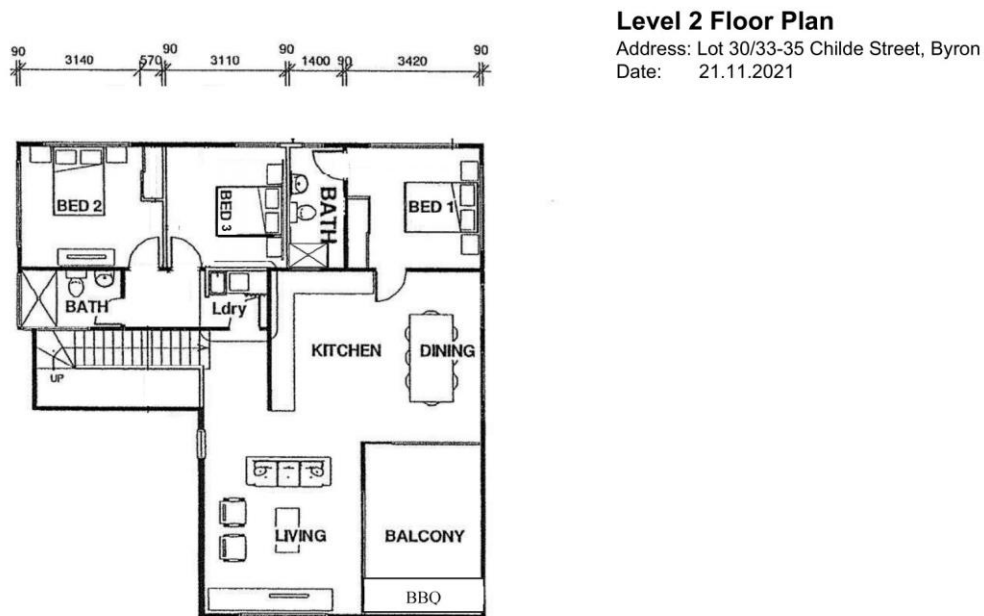 Level 2 Floor Plan
Address: Lot 30/33-35 Childe Street, Byron
Date: 21.11.2021
90 3140 570 90 3110 90 1400 90 3420 90
BED 2
BED 3
BATH
BED 1
BATH
Ldry
KITCHEN
DINING
UP
LIVING
BALCONY
BBQ